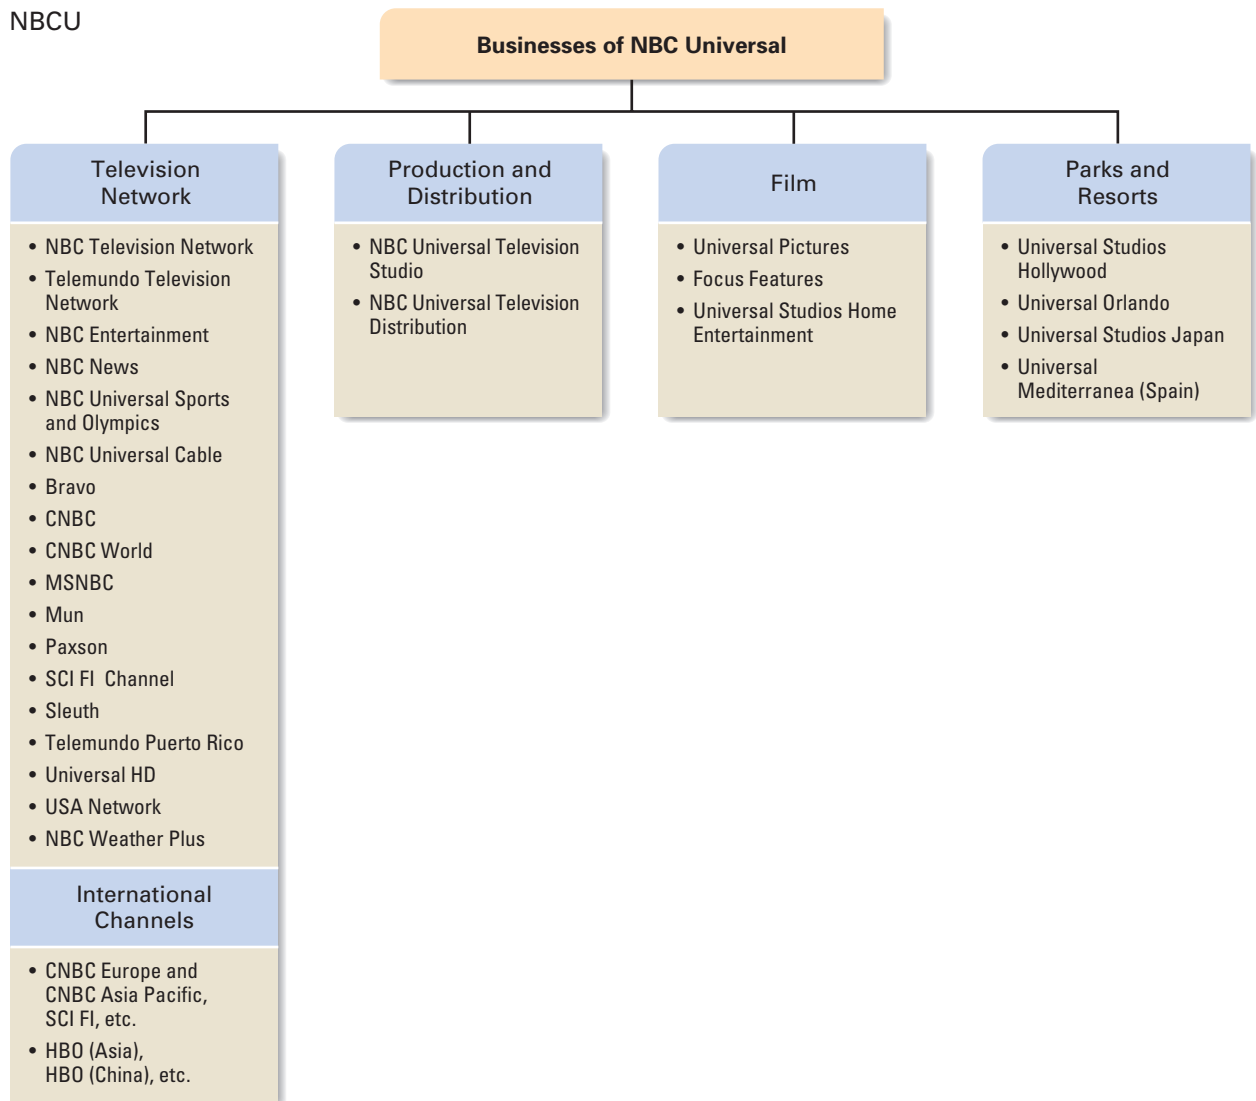 NBCU
Businesses of NBC Universal
Television
Network
• NBC Television Network
• Telemundo Television
Network
• NBC Entertainment
• NBC News
• NBC Universal Sports
and Olympics
• NBC Universal Cable
• Bravo
• CNBC
• CNBC World
• MSNBC
• Mun
• Paxson
• SCI FI Channel
• Sleuth
• Telemundo Puerto Rico
• Universal HD
• USA Network
• NBC Weather Plus
International
Channels
• CNBC Europe and
CNBC Asia Pacific,
SCI FI, etc.
• HBO (Asia),
HBO (China), etc.
Production and
Distribution
• NBC Universal Television
Studio
• NBC Universal Television
Distribution
Film
• Universal Pictures
• Focus Features
• Universal Studios Home
Entertainment
Parks and
Resorts
• Universal Studios
Hollywood
• Universal Orlando
• Universal Studios Japan
• Universal
Mediterranea (Spain)